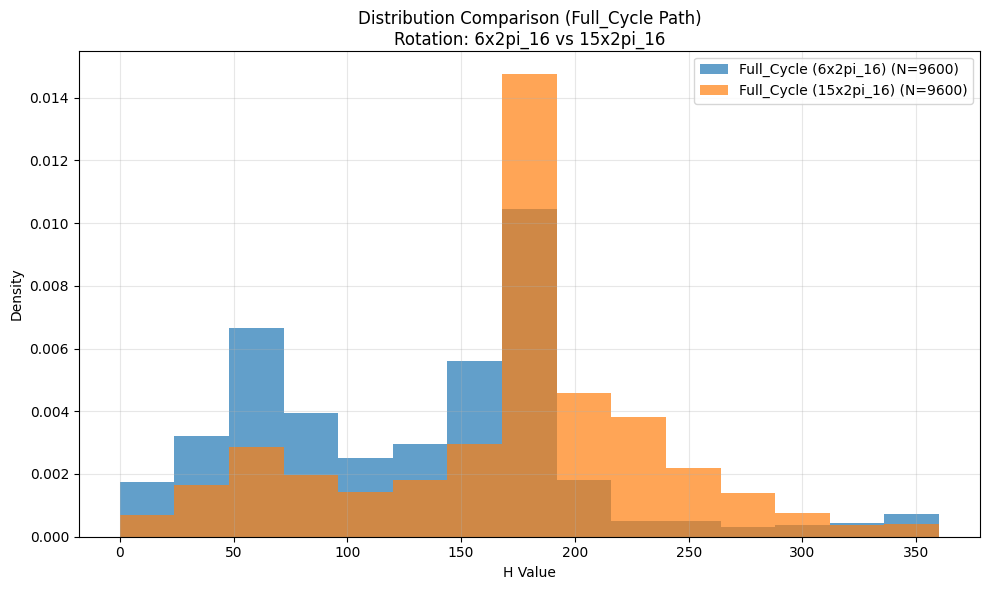 Distribution Comparison (Full_Cycle Path)
Rotation: 6x2pi_16 vs 15x2pi_16
Full_Cycle (6x2pi_16) (N=9600)
Full_Cycle (15x2pi_16) (N=9600)
Density
0.014
0.012
0.010
0.008
0.006
0.004
0.002
0.000
0 50 100 150 200 250 300 350
H Value